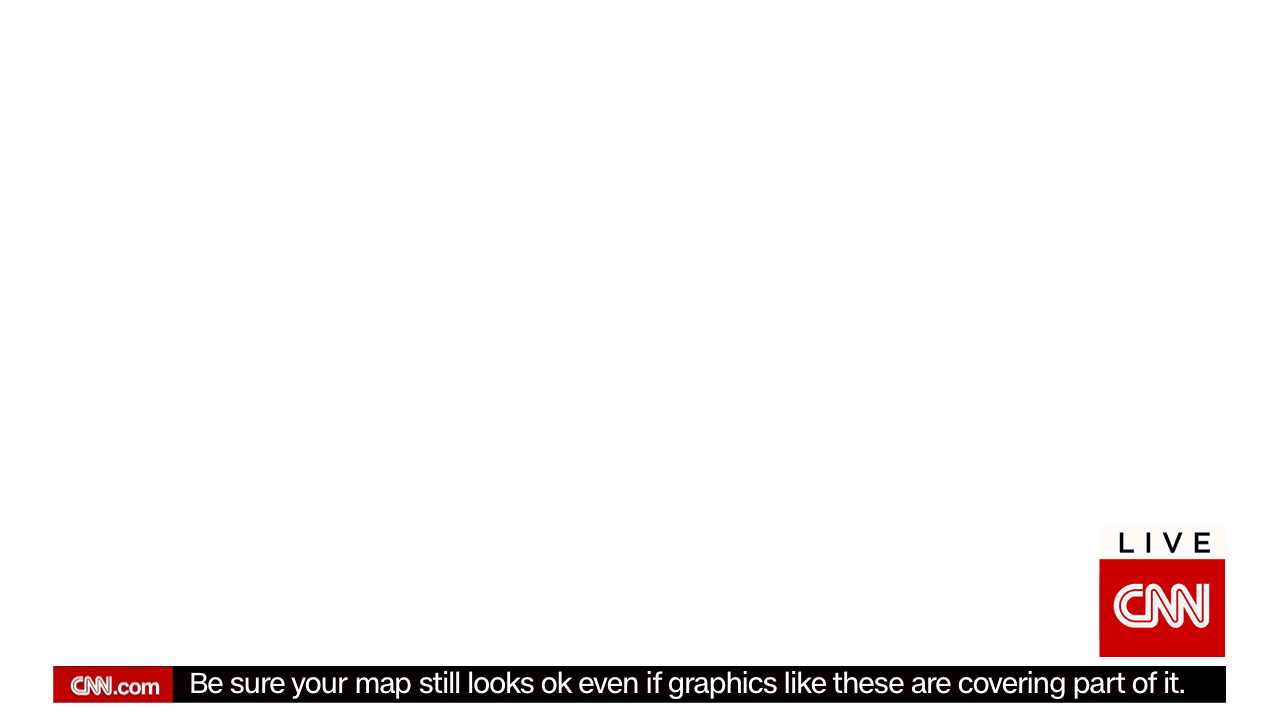 LIVE
CNN
CNN.com Be sure your map still looks ok even if graphics like these are covering part of it.